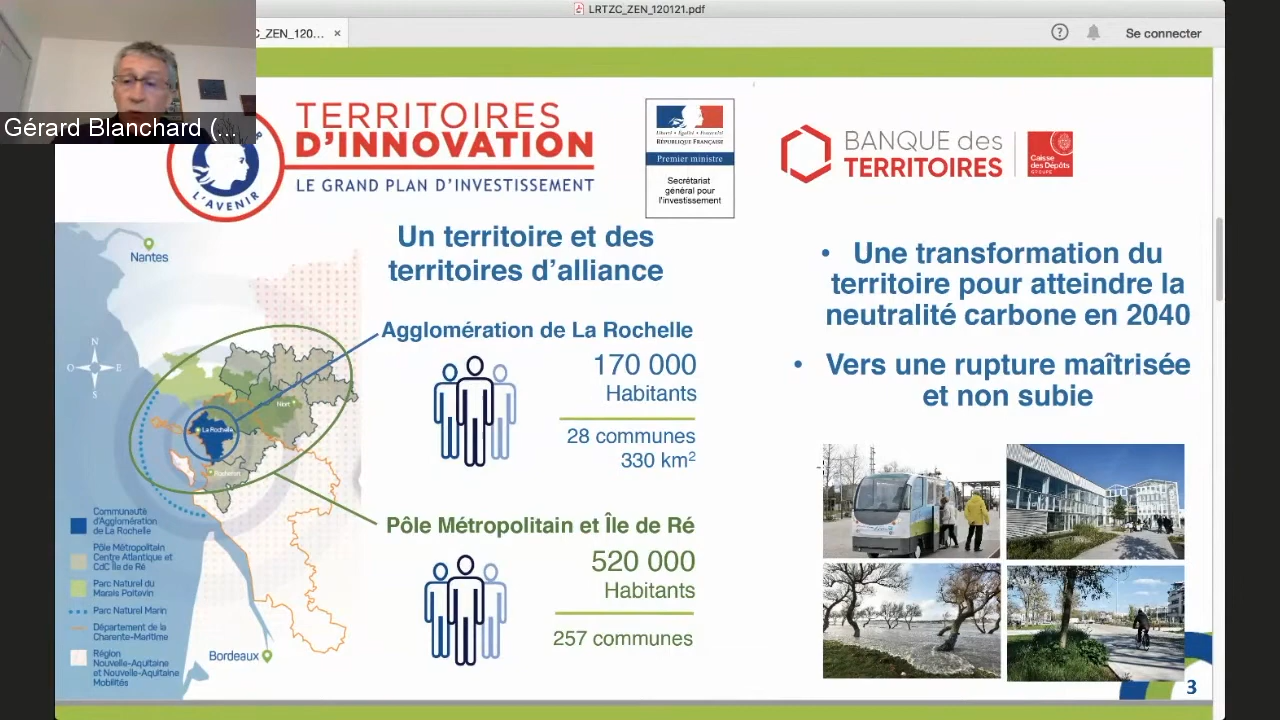 LRTZC_ZEN_120121.pdf
C_ZEN_120... ×
?
Se connecter
Gérard Blanchard (...
L'AVENIR
TERRITOIRES
D'INNOVATION
LE GRAND PLAN D'INVESTISSEMENT
Liberté • Égalité • Fraternité
RÉPUBLIQUE FRANÇAISE
Premier ministre
Secrétariat
général pour
l'investissement
BANQUE des
TERRITOIRES
Caisse
des Dépôts
GROUPE
Un territoire et des
territoires d'alliance
Nantes
N
O
E
S
Niort
La Rochelle
Rochefort
Bordeaux
Agglomération de La Rochelle
170 000
Habitants
28 communes
330 km²
Pôle Métropolitain et Île de Ré
520 000
Habitants
257 communes
Communauté
d'Agglomération
de La Rochelle
Pôle Métropolitain
Centre Atlantique et
CdC Île de Ré
Parc Naturel du
Marais Poitevin
Parc Naturel Marin
Département de la
Charente-Maritime
Région
Nouvelle-Aquitaine
et Nouvelle-Aquitaine
Mobilités
• Une transformation du
territoire pour atteindre la
neutralité carbone en 2040
• Vers une rupture maîtrisée
et non subie
3